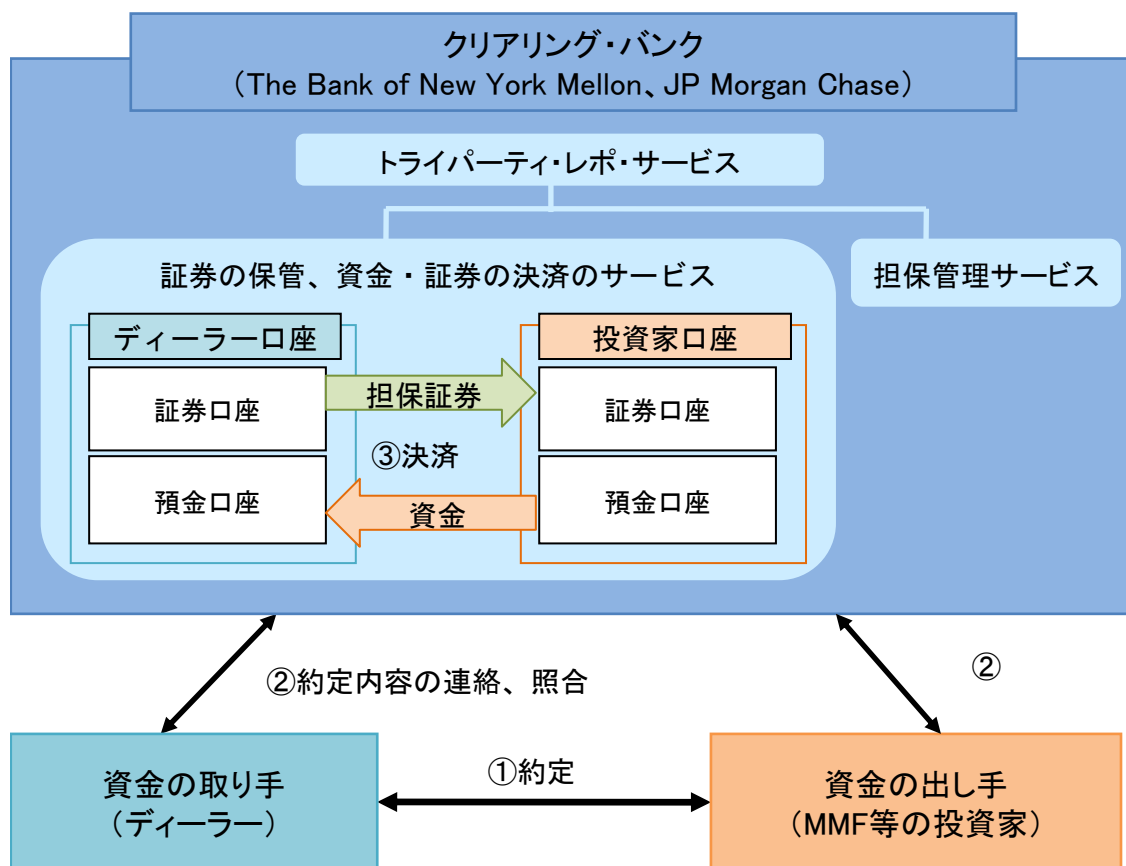 クリアリング・バンク
（The Bank of New York Mellon、JP Morgan Chase）
トライパーティ・レポ・サービス
証券の保管、資金・証券の決済のサービス
担保管理サービス
ディーラー口座
投資家口座
証券口座
担保証券
証券口座
③決済
預金口座
資金
預金口座
②約定内容の連絡、照合
②
資金の取り手
（ディーラー）
①約定
資金の出し手
（MMF等の投資家）